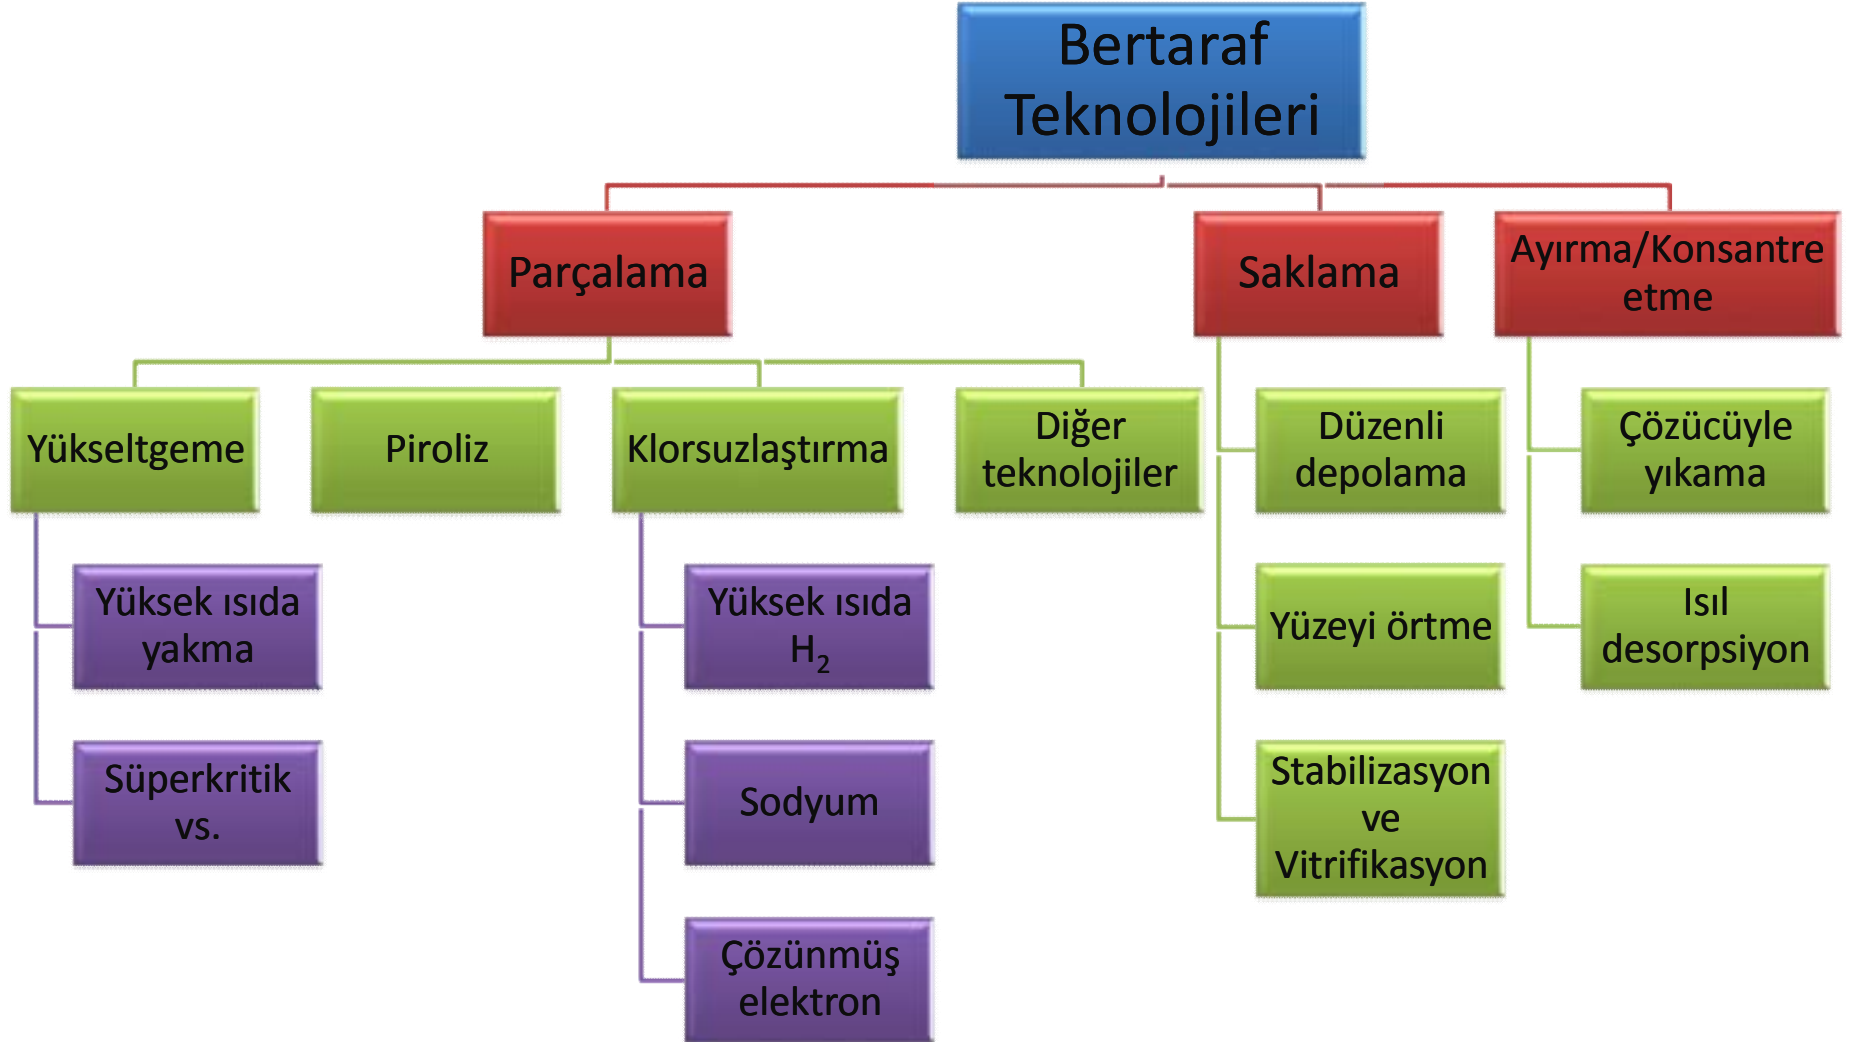 Bertaraf
Teknolojileri
Parçalama
Saklama
Ayırma/Konsantre
etme
Yükseltgeme
Piroliz
Klorsuzlaştırma
Diğer
teknolojiler
Düzenli
depolama
Çözücüyle
yıkama
Yüksek ısıda
yakma
Yüksek ısıda
H₂
Yüzeyi örtme
Isıl
desorpsiyon
Süperkritik
vs.
Sodyum
Stabilizasyon
ve
Vitrifikasyon
Çözünmüş
elektron